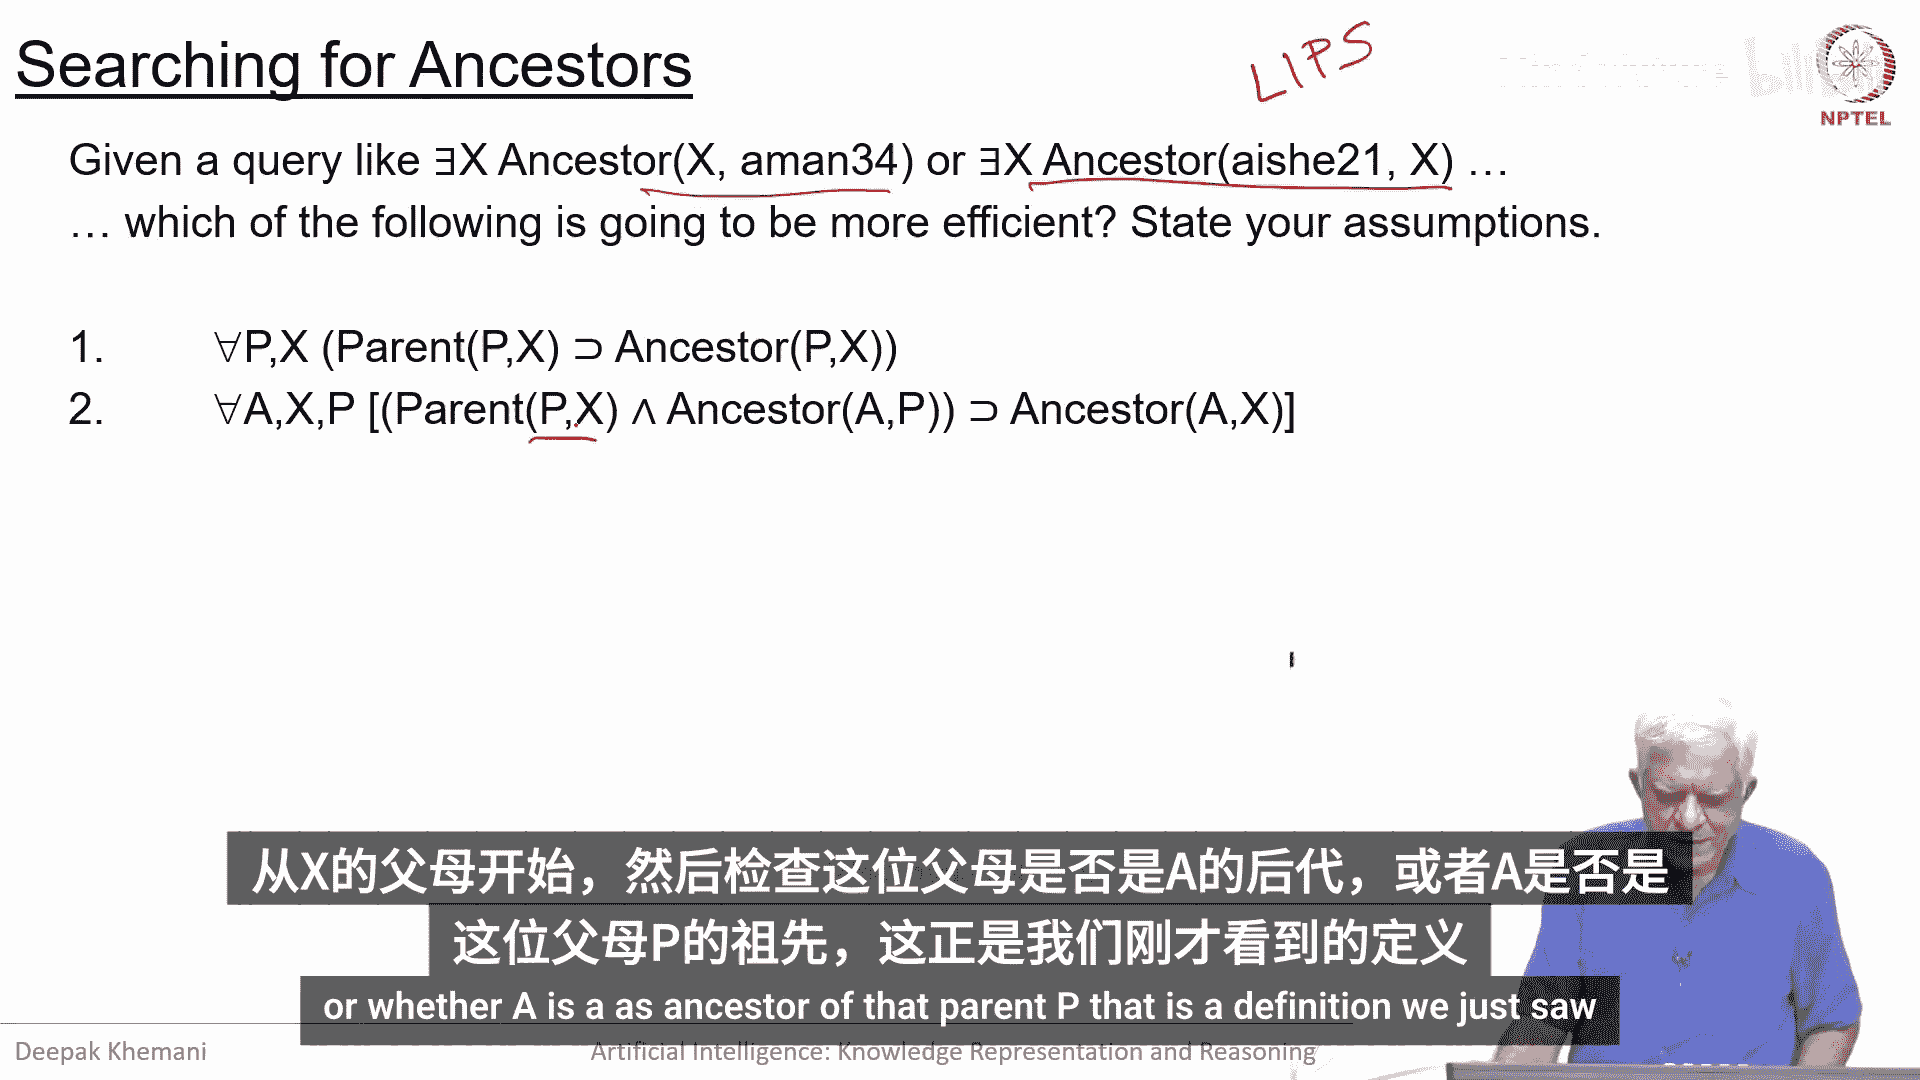 Searching for Ancestors
LIPS
NPTEL
Given a query like ∃X Ancestor(X, aman34) or ∃X Ancestor(aishe21, X) …
… which of the following is going to be more efficient? State your assumptions.
1. ∀P,X (Parent(P,X) ⊃ Ancestor(P,X))
2. ∀A,X,P [(Parent(P,X) ∧ Ancestor(A,P)) ⊃ Ancestor(A,X)]
从X的父母开始，然后检查这位父母是否是A的后代，或者A是否是
这位父母P的祖先，这正是我们刚才看到的定义
or whether A is a as ancestor of that parent P that is a definition we just saw
Deepak Khemani
Artificial Intelligence: Knowledge Representation and Reasoning